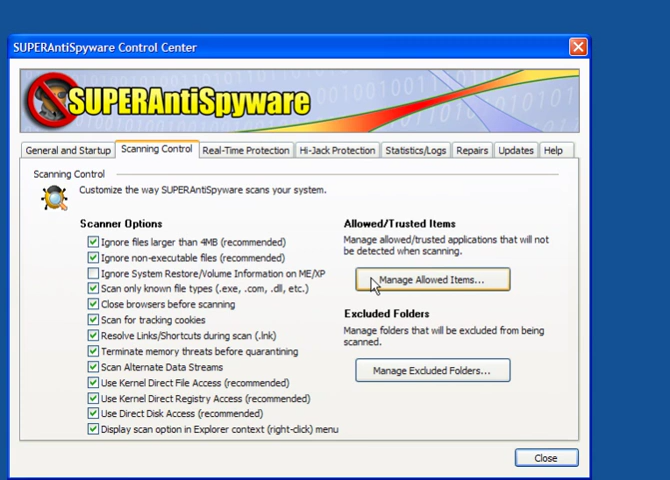 SUPERAntiSpyware Control Center
SUPERAntiSpyware
General and Startup Scanning Control Real-Time Protection Hi-Jack Protection Statistics/Logs Repairs Updates Help
Scanning Control
Customize the way SUPERAntiSpyware scans your system.
Scanner Options
Ignore files larger than 4MB (recommended)
Ignore non-executable files (recommended)
Ignore System Restore/Volume Information on ME/XP
Scan only known file types (.exe, .com, .dll, etc.)
Close browsers before scanning
Scan for tracking cookies
Resolve Links/Shortcuts during scan (.lnk)
Terminate memory threats before quarantining
Scan Alternate Data Streams
Use Kernel Direct File Access (recommended)
Use Kernel Direct Registry Access (recommended)
Use Direct Disk Access (recommended)
Display scan option in Explorer context (right-click) menu
Allowed/Trusted Items
Manage allowed/trusted applications that will not
be detected when scanning.
Manage Allowed Items...
Excluded Folders
Manage folders that will be excluded from being
scanned.
Manage Excluded Folders...
Close